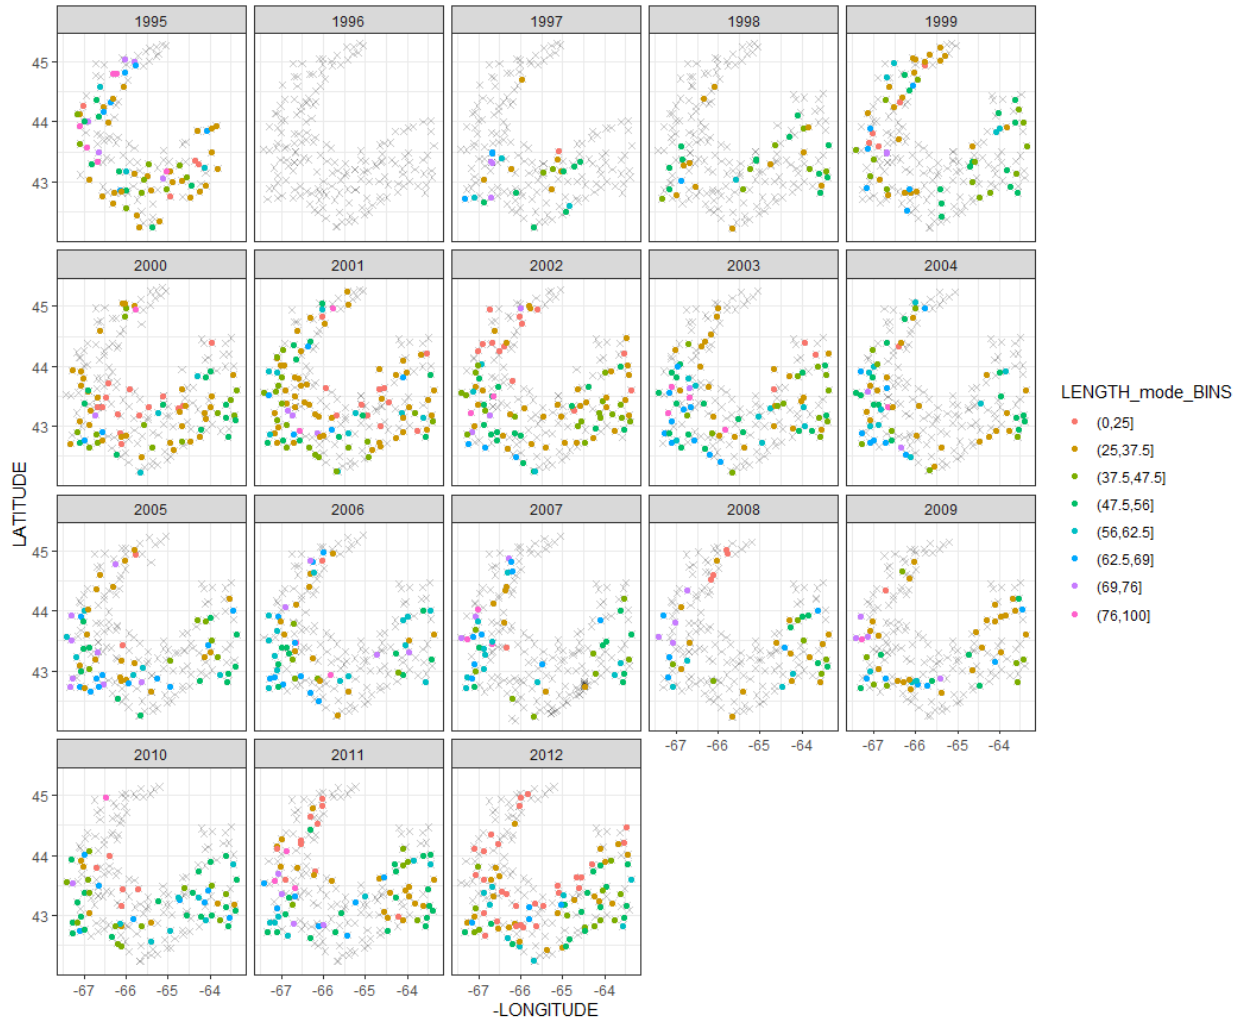 1995 1996 1997 1998 1999
45
44
43
2000 2001 2002 2003 2004
45
44
43
LENGTH_mode_BINS
(0,25]
(25,37.5]
(37.5,47.5]
(47.5,56]
(56,62.5]
(62.5,69]
(69,76]
(76,100]
LATITUDE
2005 2006 2007 2008 2009
45
44
43
-67 -66 -65 -64 -67 -66 -65 -64
2010 2011 2012
45
44
43
-67 -66 -65 -64 -67 -66 -65 -64 -67 -66 -65 -64
-LONGITUDE